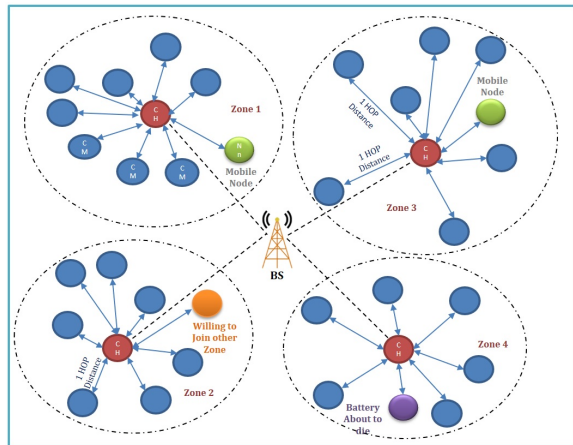 C
H
Zone 1
C
M
C
M
C
M
N
n
Mobile
Node
Mobile
Node
1 HOP
Distance
1 HOP
Distance
C
H
Zone 3
BS
Willing to
Join other
Zone
C
H
1 HOP
Distance
Zone 2
C
H
Zone 4
Battery
About to
die